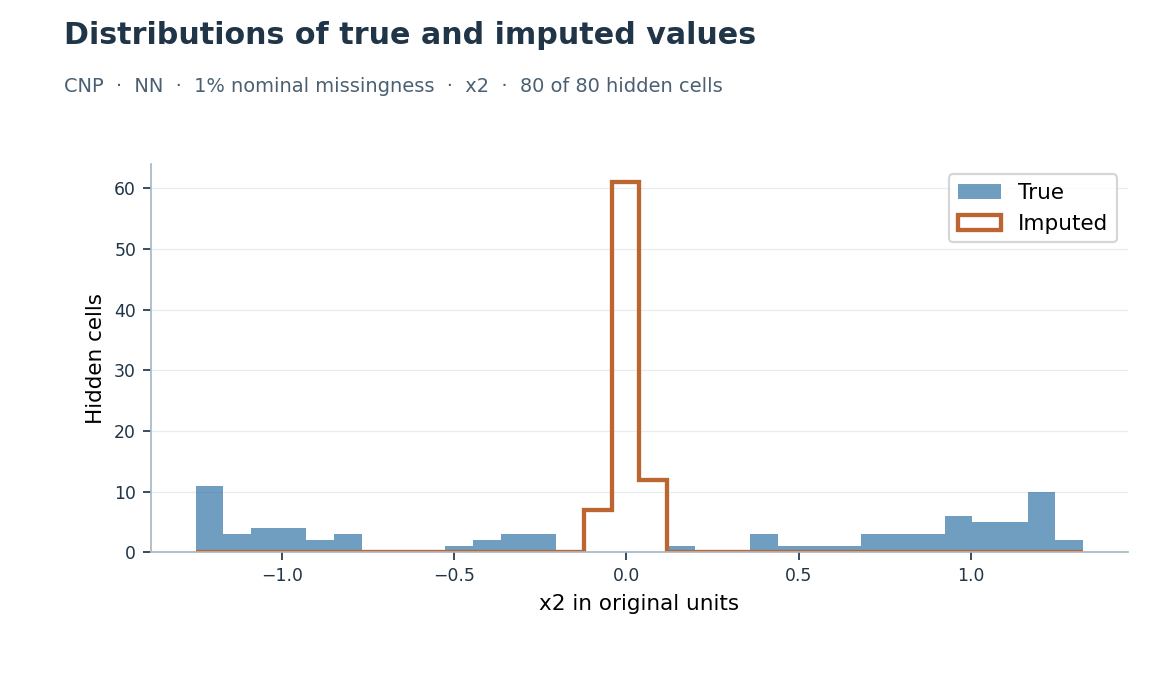 Distributions of true and imputed values
CNP · NN · 1% nominal missingness · x2 · 80 of 80 hidden cells
True
Imputed
Hidden cells
60
50
40
30
20
10
0
−1.0 −0.5 0.0 0.5 1.0
x2 in original units